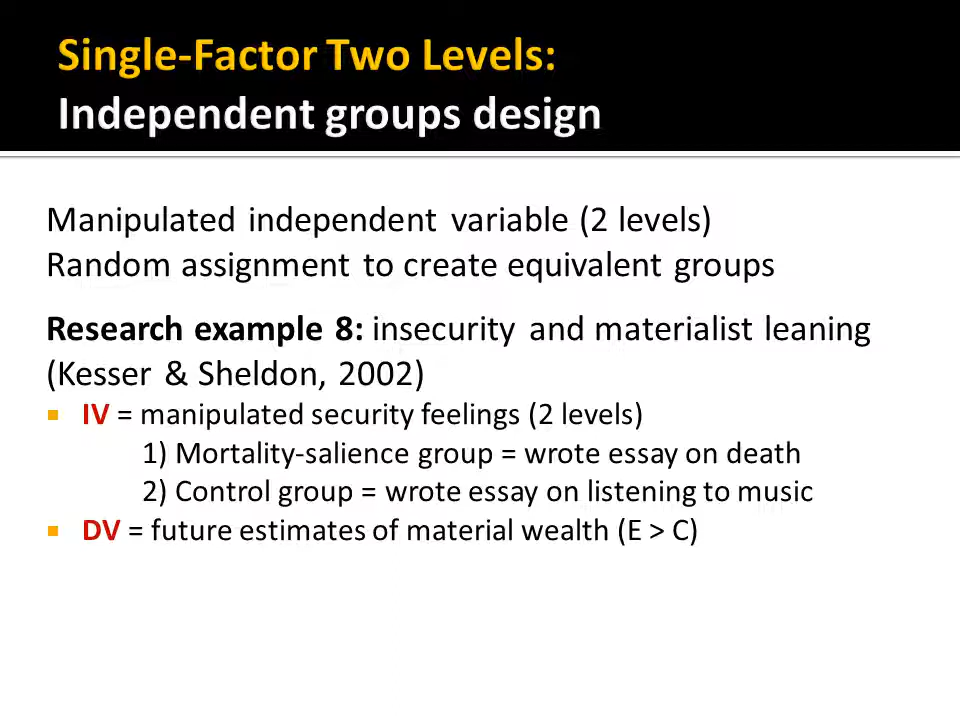 Single-Factor Two Levels:
Independent groups design
Manipulated independent variable (2 levels)
Random assignment to create equivalent groups
Research example 8: insecurity and materialist leaning
(Kesser & Sheldon, 2002)
IV = manipulated security feelings (2 levels)
1) Mortality-salience group = wrote essay on death
2) Control group = wrote essay on listening to music
DV = future estimates of material wealth (E > C)